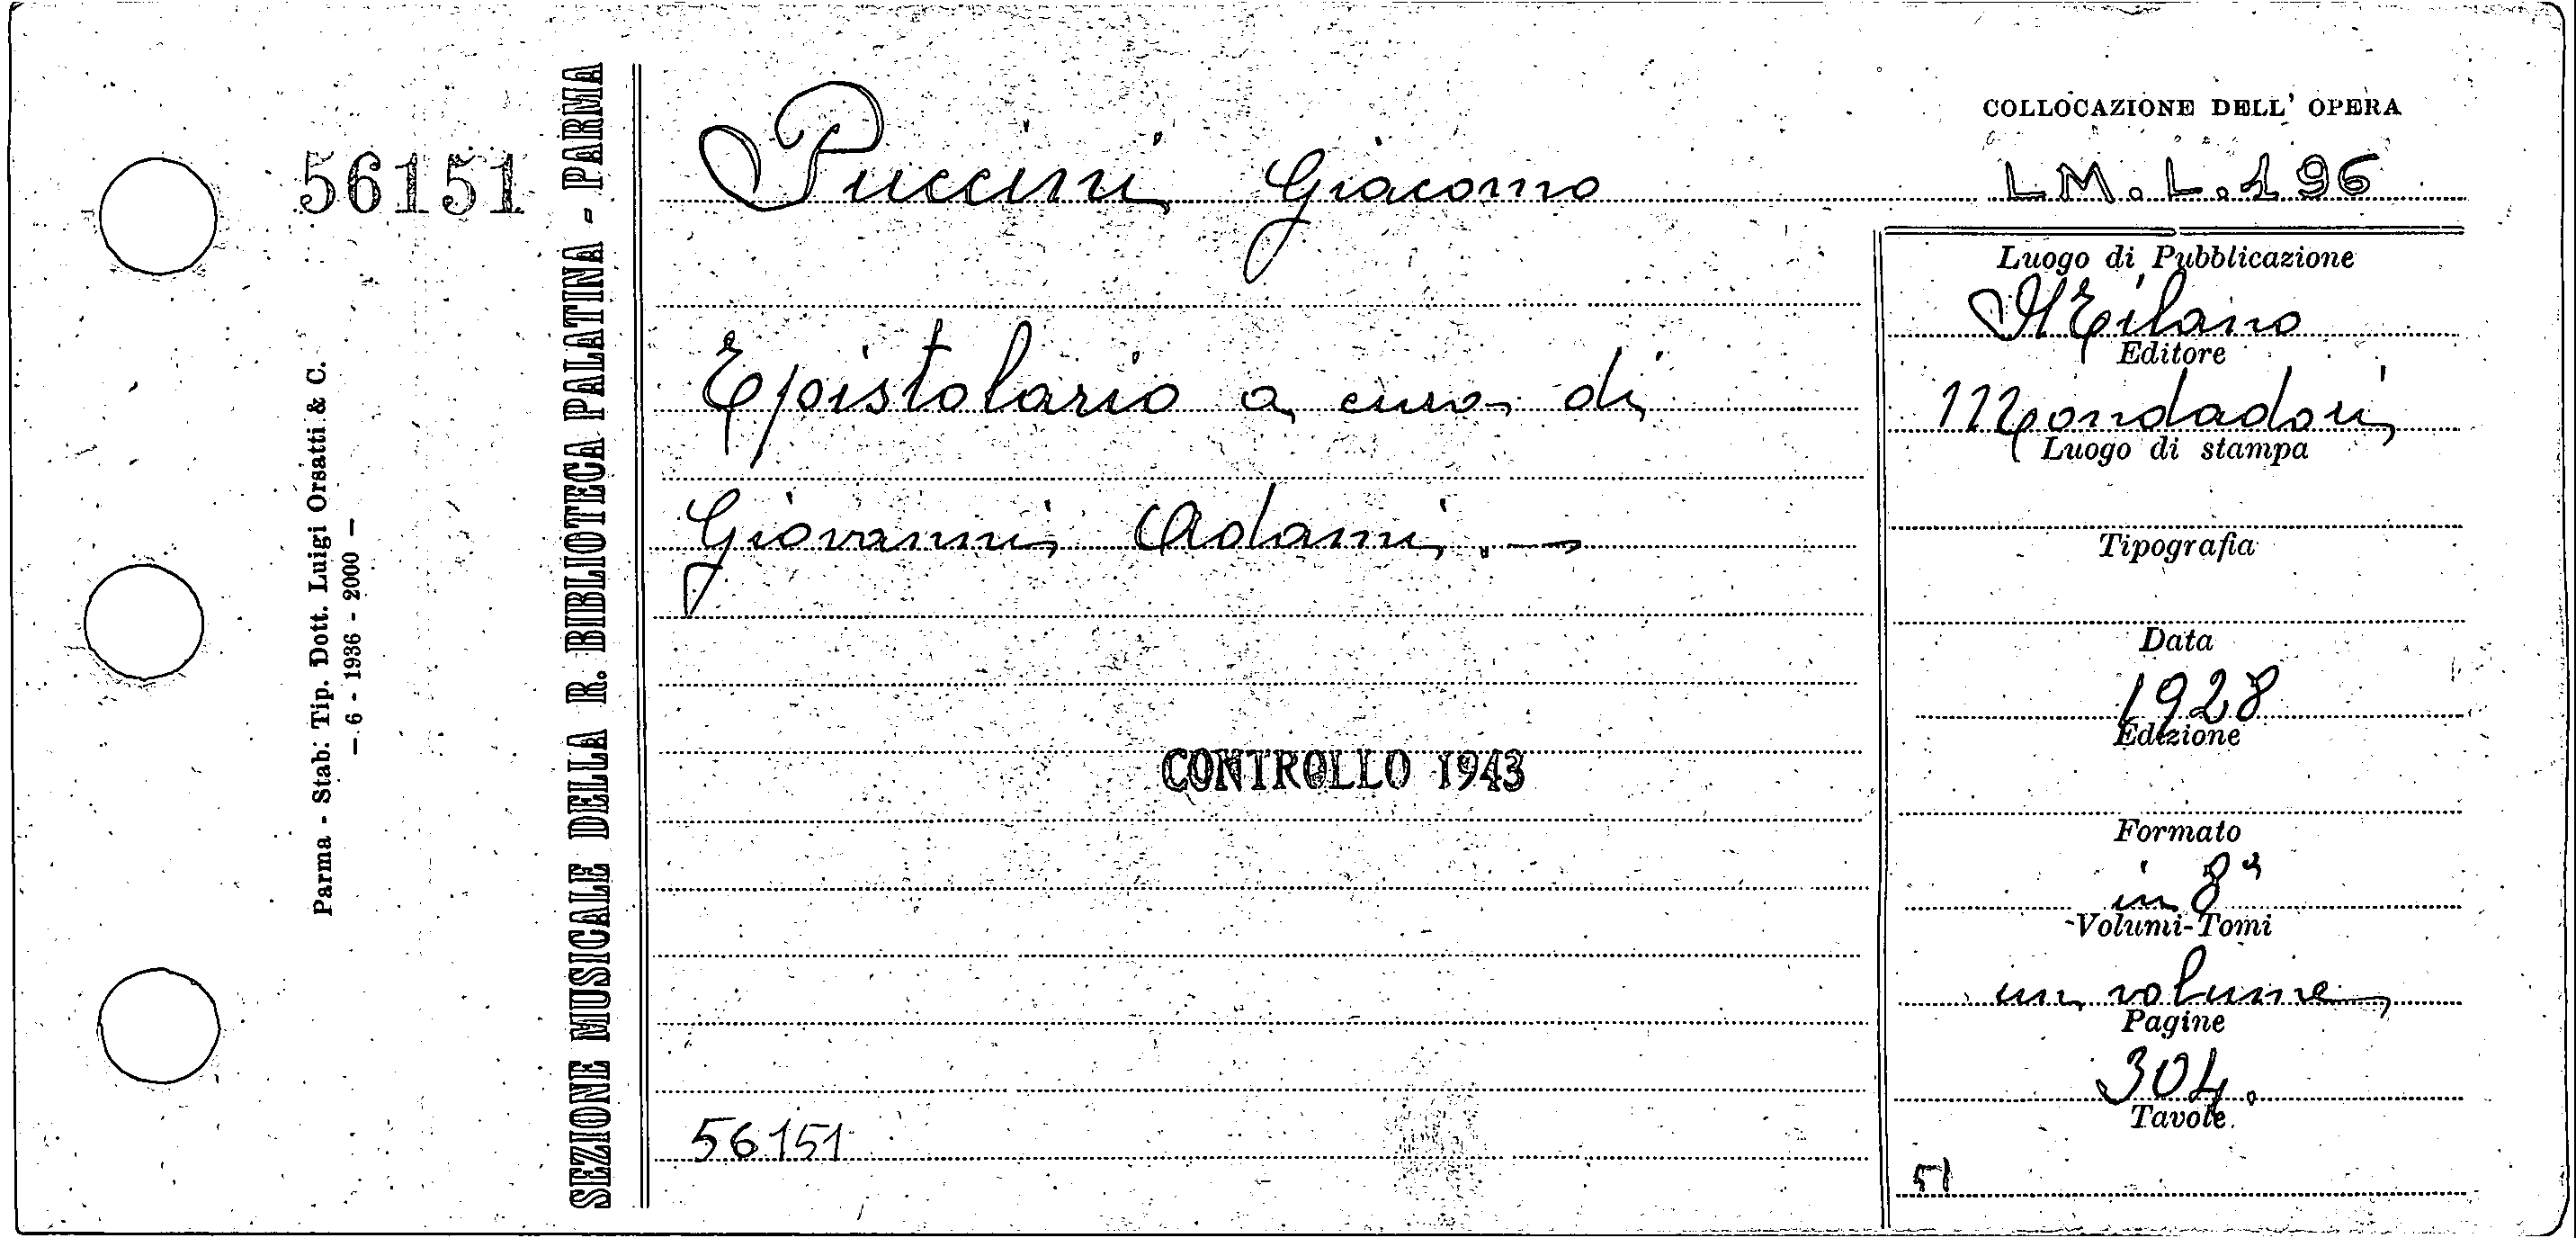 56151
Parma - Stab. Tip. Dott. Luigi Orsatti & C.
— 6 - 1936 - 2000 —
SEZIONE MUSICALE DELLA R. BIBLIOTECA PALATINA - PARMA
Puccini Giacomo
Epistolario a cura di
Giovanni Adami. —
CONTROLLO 1943
56151
COLLOCAZIONE DELL' OPERA
LM.L.196
Luogo di Pubblicazione
Milano
Editore
Mondadori
Luogo di stampa
Tipografia
Data
1928
Edizione
Formato
in 8°
Volumi-Tomi
un volume
Pagine
304.
Tavole
51